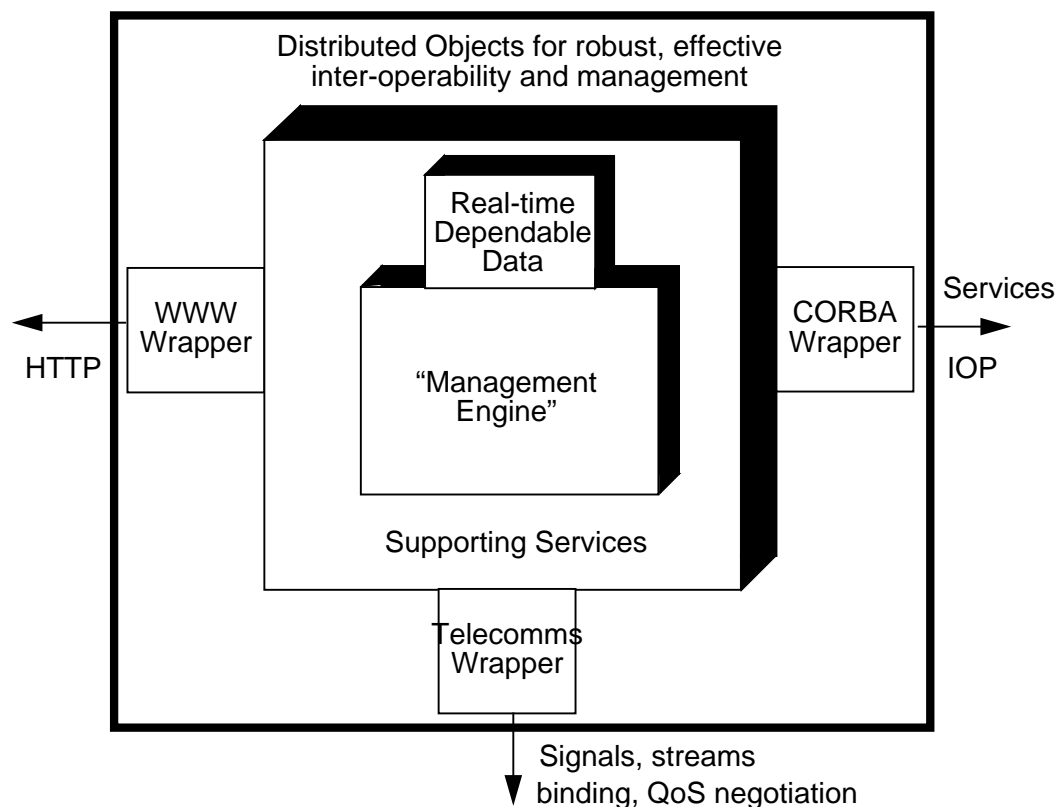 Distributed Objects for robust, effective
inter-operability and management
Real-time
Dependable
Data
WWW
Wrapper
HTTP
“Management
Engine”
CORBA
Wrapper
Services
IOP
Supporting Services
Telecomms
Wrapper
Signals, streams
binding, QoS negotiation